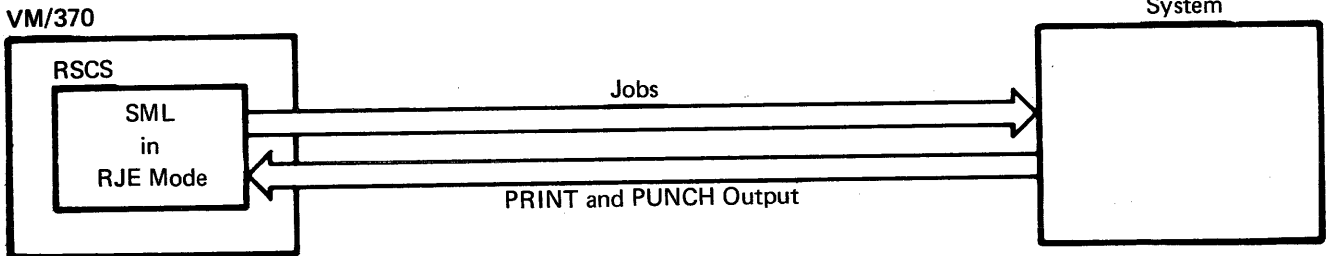 VM/370
System
RSCS
SML
in
RJE Mode
Jobs
PRINT and PUNCH Output